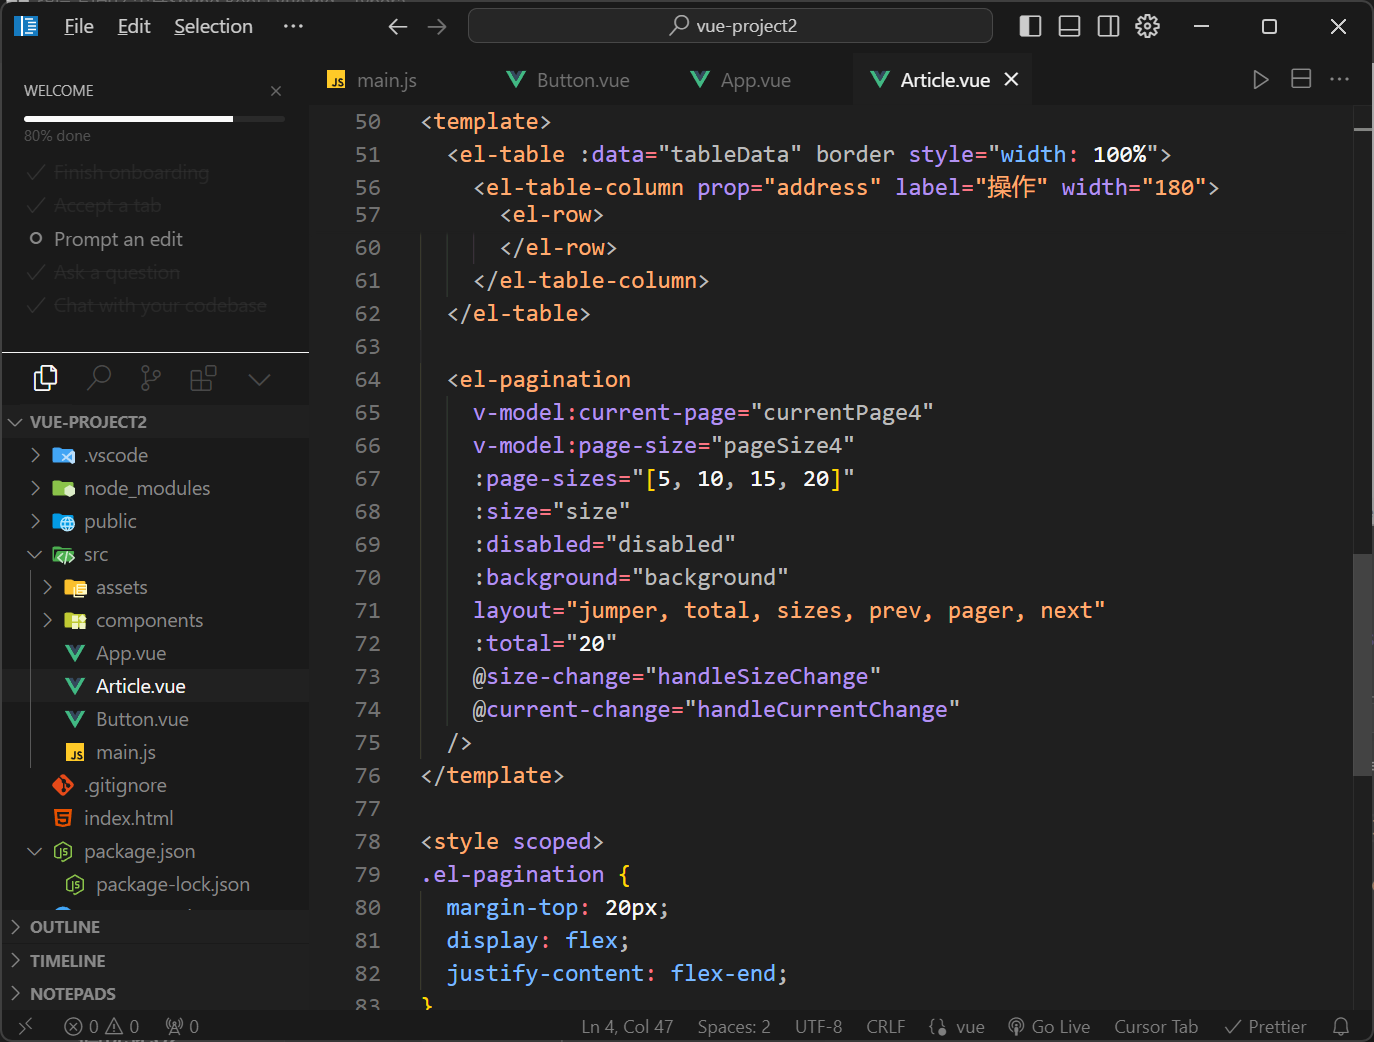 File Edit Selection ···
vue-project2
WELCOME
80% done
Finish onboarding
Accept a tab
Prompt an edit
Ask a question
Chat with your codebase
VUE-PROJECT2
.vscode
node_modules
public
src
assets
components
App.vue
Article.vue
Button.vue
main.js
.gitignore
index.html
package.json
package-lock.json
OUTLINE
TIMELINE
NOTEPADS
main.js Button.vue App.vue Article.vue
50 <template>
51 <el-table :data="tableData" border style="width: 100%">
56 <el-table-column prop="address" label="操作" width="180">
57 <el-row>
60 </el-row>
61 </el-table-column>
62 </el-table>
63
64 <el-pagination
65 v-model:current-page="currentPage4"
66 v-model:page-size="pageSize4"
67 :page-sizes="[5, 10, 15, 20]"
68 :size="size"
69 :disabled="disabled"
70 :background="background"
71 layout="jumper, total, sizes, prev, pager, next"
72 :total="20"
73 @size-change="handleSizeChange"
74 @current-change="handleCurrentChange"
75 />
76 </template>
77
78 <style scoped>
79 .el-pagination {
80 margin-top: 20px;
81 display: flex;
82 justify-content: flex-end;
83 }
0 0 0 Ln 4, Col 47 Spaces: 2 UTF-8 CRLF vue Go Live Cursor Tab Prettier